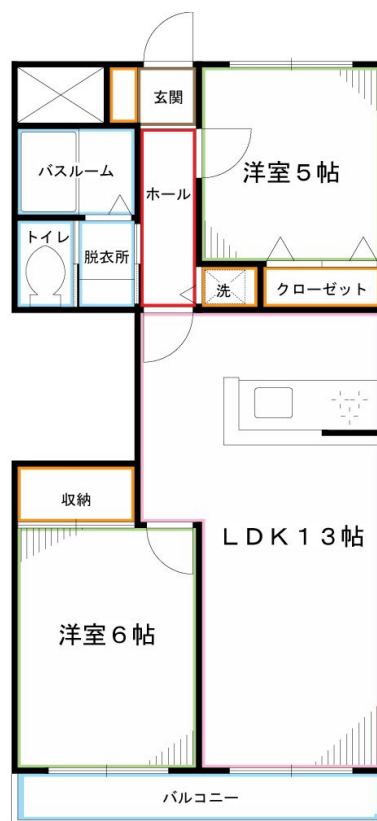 玄関
バスルーム
ホール
洋室5帖
トイレ
脱衣所
洗
クローゼット
収納
LDK13帖
洋室6帖
バルコニー